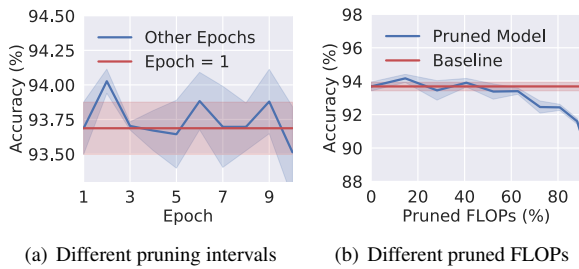 94.50
94.25
94.00
93.75
93.50
Accuracy (%)
Other Epochs
Epoch = 1
1 3 5 7 9
Epoch
(a) Different pruning intervals
98
96
94
92
90
88
Accuracy (%)
Pruned Model
Baseline
0 20 40 60 80
Pruned FLOPs (%)
(b) Different pruned FLOPs